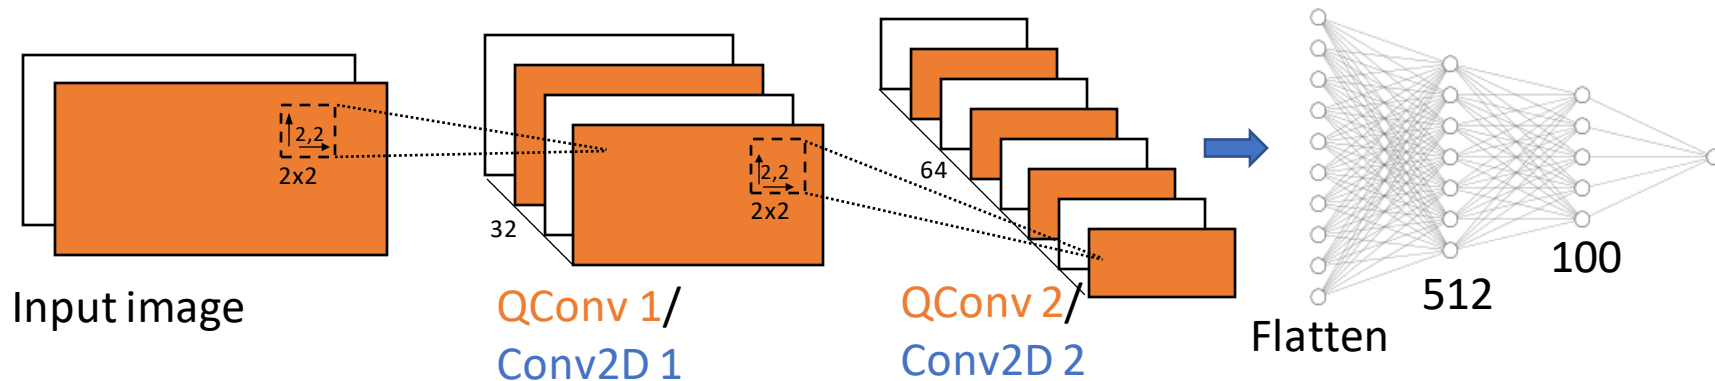 2,2
2x2
Input image
32
2,2
2x2
QConv 1/
Conv2D 1
64
QConv 2/
Conv2D 2
Flatten
512
100